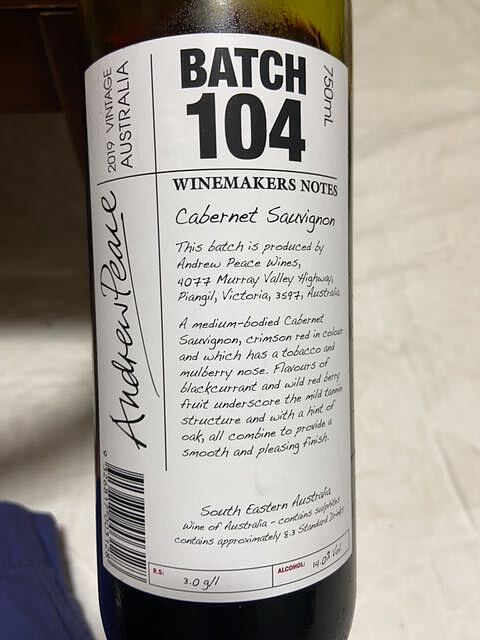 BATCH
104
750mL
2019 VINTAGE
AUSTRALIA
Andrew Peace
WINEMAKERS NOTES
Cabernet Sauvignon
This batch is produced by
Andrew Peace Wines,
4077 Murray Valley Highway,
Piangil, Victoria, 3597, Australia
A medium-bodied Cabernet
Sauvignon, crimson red in colour
and which has a tobacco and
mulberry nose. Flavours of
blackcurrant and wild red berry
fruit underscore the mild tannin
structure and with a hint of
oak, all combine to provide a
smooth and pleasing finish.
South Eastern Australia
Wine of Australia - contains sulphites
contains approximately 8.3 Standard Drinks
R.S: 3.0 g/l ALCOHOL: 14.0% Vol